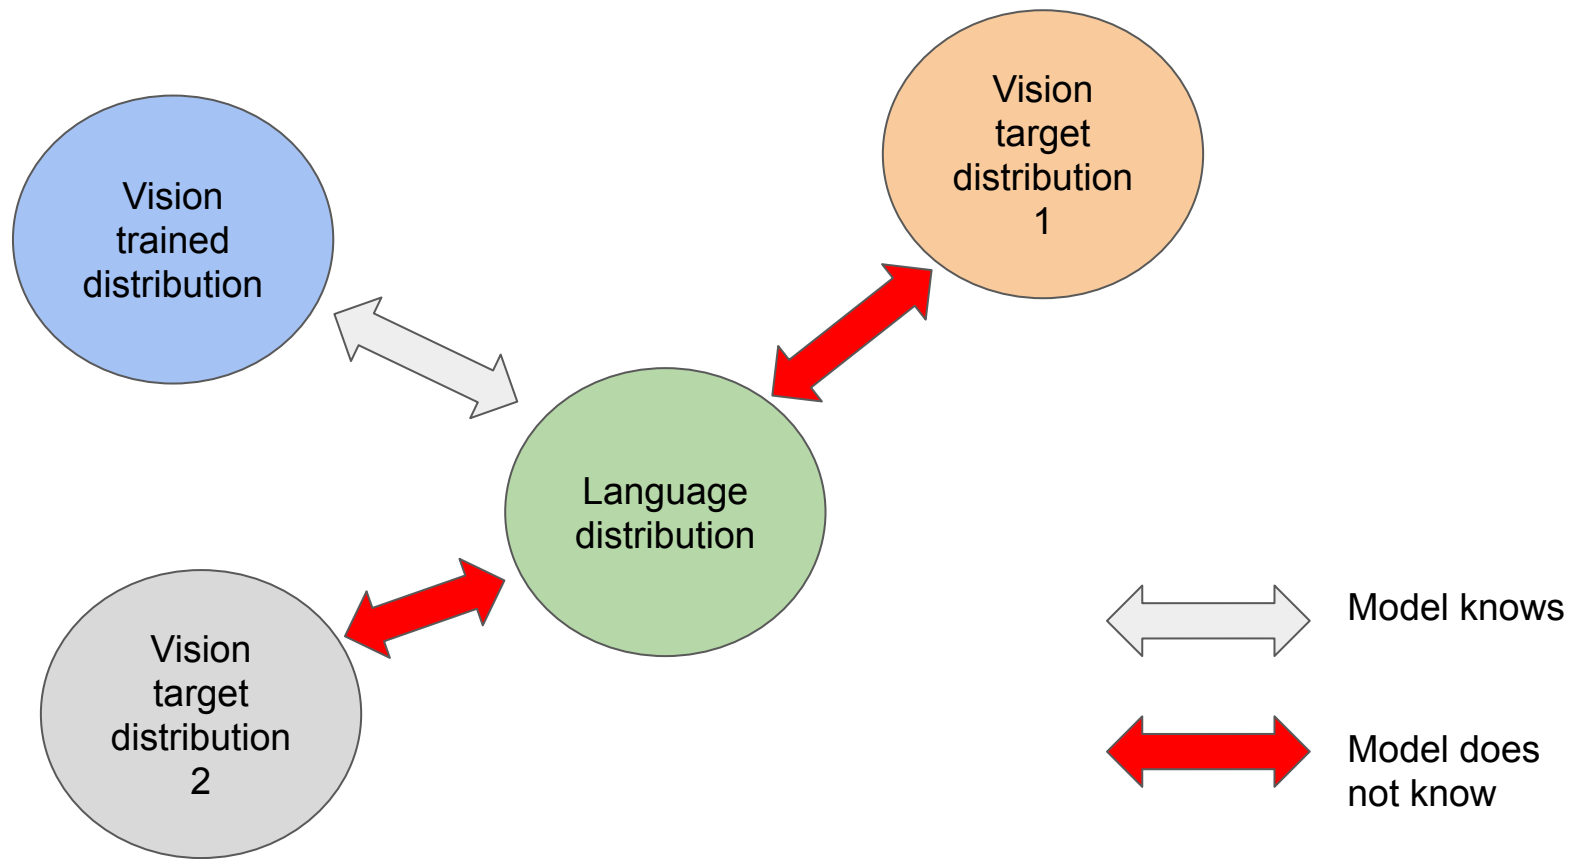 Vision
target
distribution
1
Vision
trained
distribution
Language
distribution
Vision
target
distribution
2
Model knows
Model does
not know